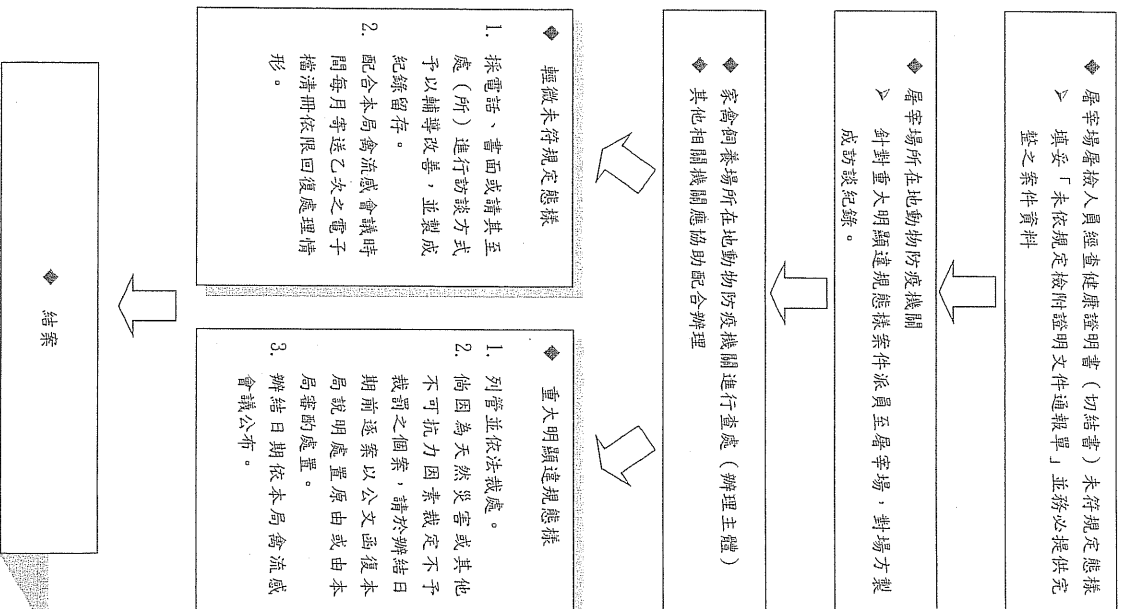 ◆ 屠宰場屠檢人員經查健康證明書（切結書）未符規定態樣
➢ 填妥「未依規定檢附證明文件通報單」並務必提供完
整之案件資料
◆ 屠宰場所在地動物防疫機關
➢ 針對重大明顯違規態樣案件派員至屠宰場，對場方製
成訪談紀錄。
◆ 家禽飼養場所在地動物防疫機關進行查處（辦理主體）
◆ 其他相關機關應協助配合辦理
◆ 輕微未符規定態樣
1. 採電話、書面或請其至
處（所）進行訪談方式
予以輔導改善，並製成
紀錄留存。
2. 配合本局禽流感會議時
間每月寄送乙次之電子
檔清冊依限回復處理情
形。
◆ 重大明顯違規態樣
1. 列管並依法裁處。
2. 倘因為天然災害或其他
不可抗力因素裁定不予
裁罰之個案，請於辦結日
期前逐案以公文函復本
局說明處置原由或由本
局審酌處置。
3. 辦結日期依本局禽流感
會議公布。
◆ 結案